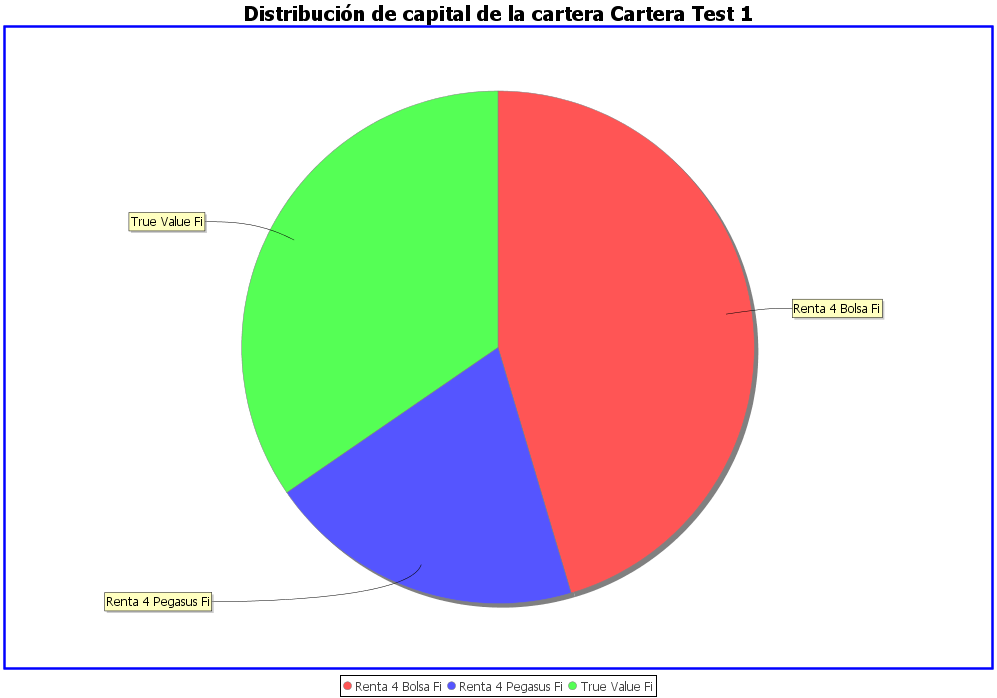 Distribución de capital de la cartera Cartera Test 1
True Value Fi
Renta 4 Bolsa Fi
Renta 4 Pegasus Fi
Renta 4 Bolsa Fi Renta 4 Pegasus Fi True Value Fi